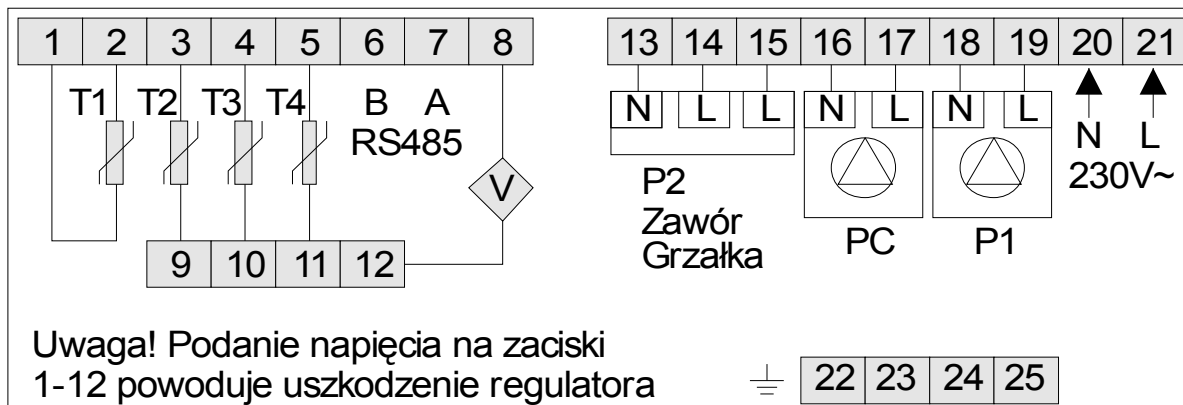 1 2 3 4 5 6 7 8
13 14 15 16 17 18 19 20 21
T1 T2 T3 T4 B A
RS485
V
9 10 11 12
N L L N L N L
N L
230V~
P2
Zawór
Grzałka
PC
P1
Uwaga! Podanie napięcia na zaciski
1-12 powoduje uszkodzenie regulatora
22 23 24 25